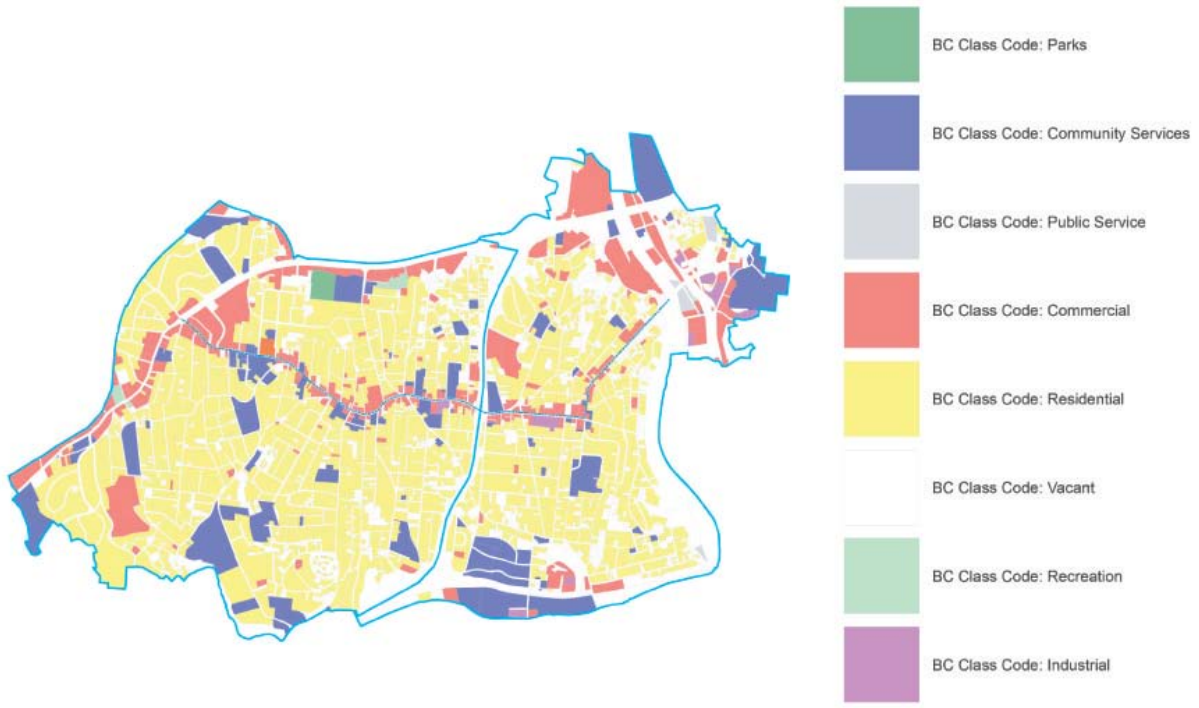 BC Class Code: Parks
BC Class Code: Community Services
BC Class Code: Public Service
BC Class Code: Commercial
BC Class Code: Residential
BC Class Code: Vacant
BC Class Code: Recreation
BC Class Code: Industrial